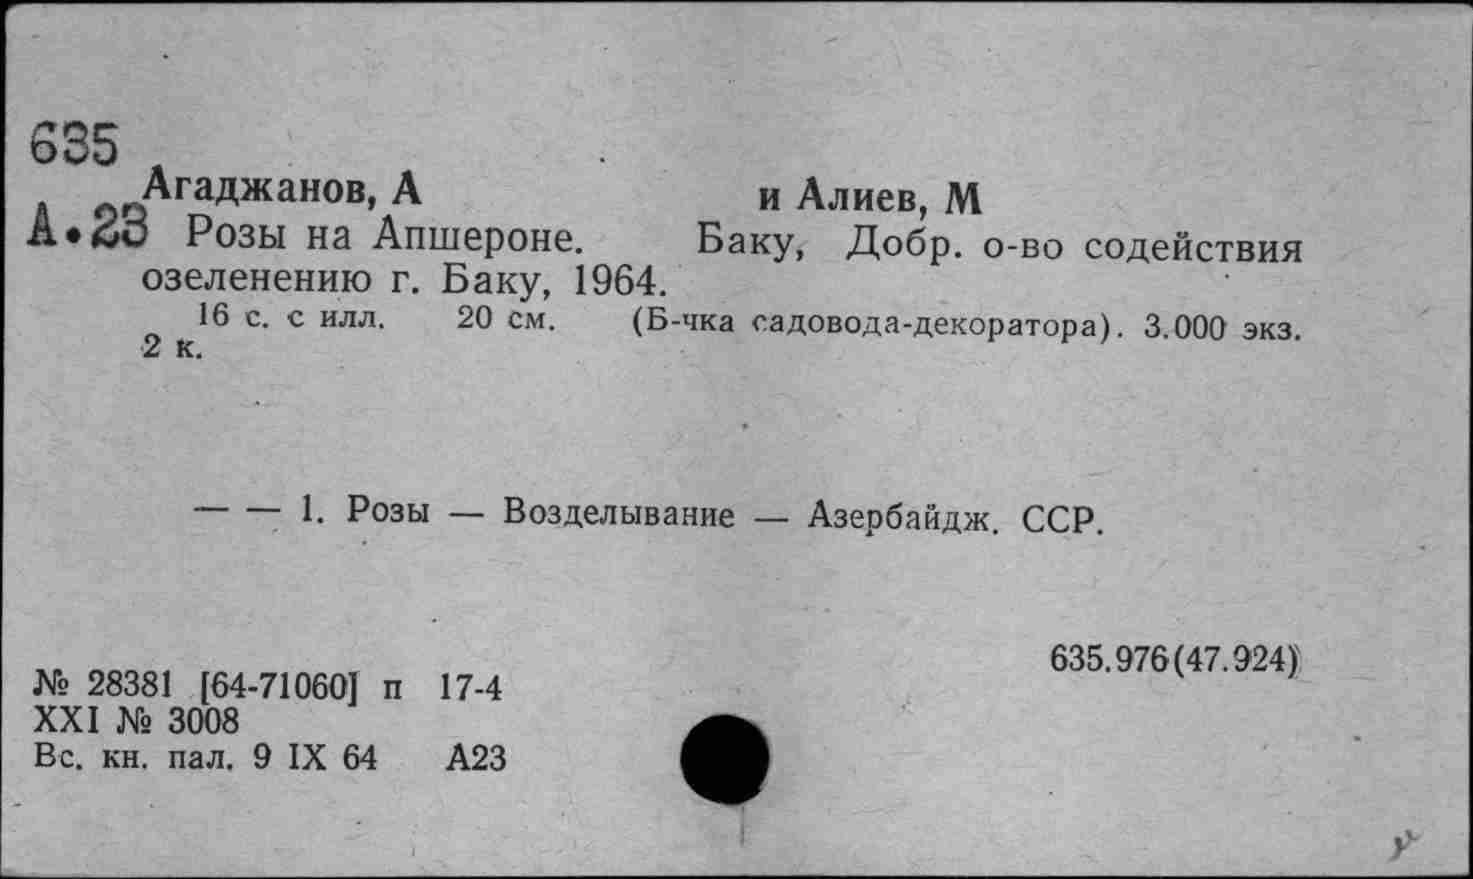 635
Агаджанов, А и Алиев, М
А•23 Розы на Апшероне. Баку, Добр. о-во содействия
озеленению г. Баку, 1964.
16 с. с илл. 20 см. (Б-чка садовода-декоратора). 3.000 экз.
2 к.
— — 1. Розы — Возделывание — Азербайдж. ССР.
635.976(47.924)
№ 28381 [64-71060] п 17-4
XXI № 3008
Вс. кн. пал. 9 IX 64 А23